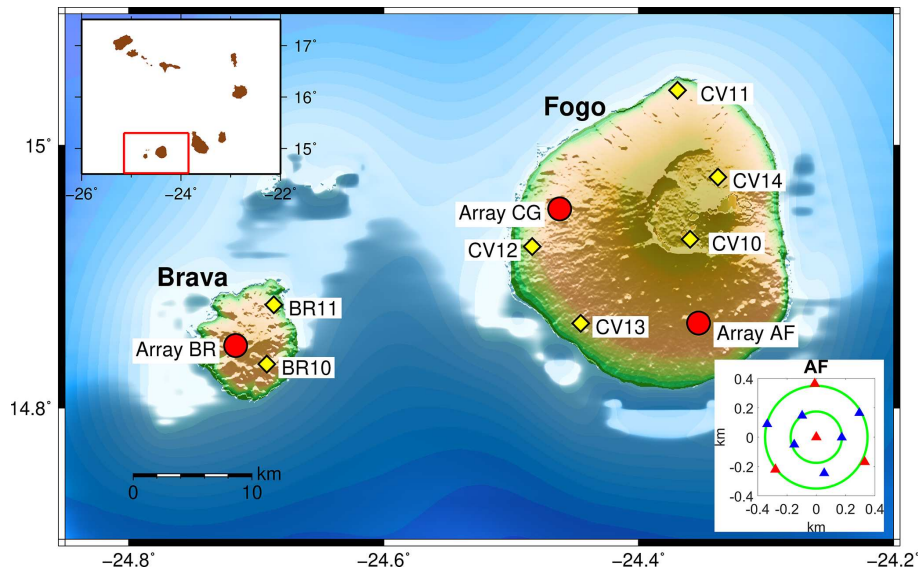 17˚
16˚
15˚
−26˚
−24˚
−22˚
15˚
14.8˚
Fogo
CV11
CV14
Array CG
CV12
CV10
Brava
BR11
CV13
Array AF
Array BR
BR10
km
0
10
AF
0.4
0.2
0
-0.2
-0.4
km
-0.4
-0.2
0
0.2
0.4
km
−24.8˚
−24.6˚
−24.4˚
−24.2˚